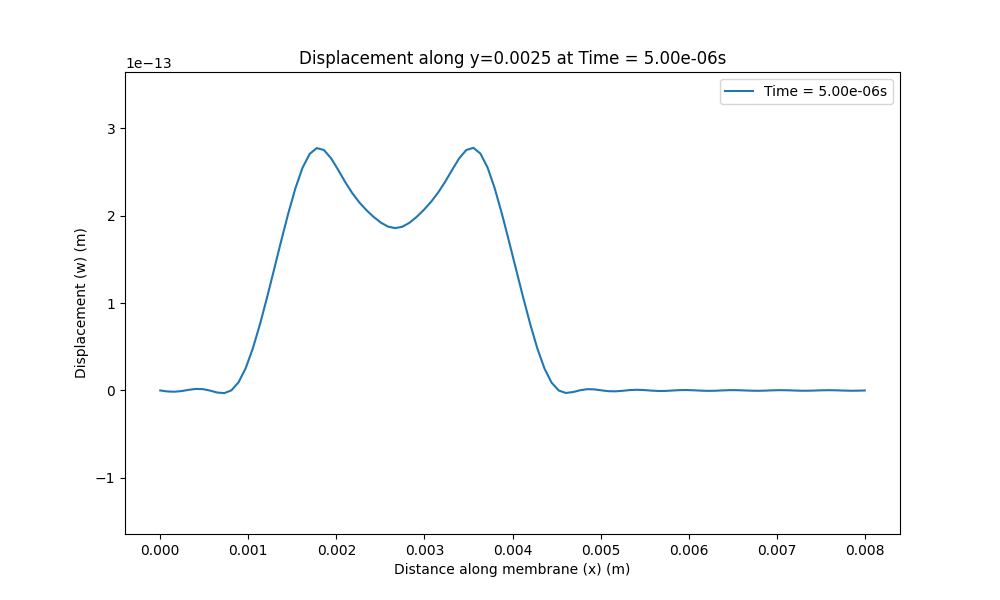 Displacement along y=0.0025 at Time = 5.00e-06s
1e−13
Time = 5.00e-06s
3
2
1
0
−1
Displacement (w) (m)
0.000 0.001 0.002 0.003 0.004 0.005 0.006 0.007 0.008
Distance along membrane (x) (m)